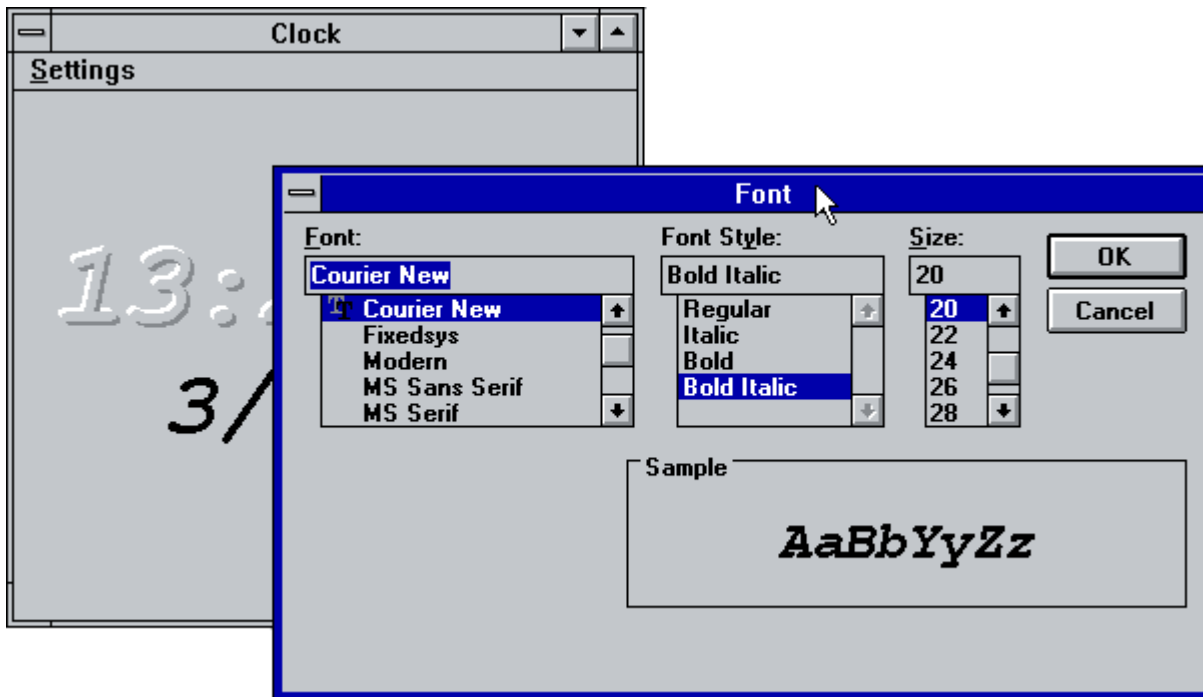 Clock
Settings
13:
3/
Font
Font: Font Style: Size:
Courier New Bold Italic 20
OK
Cancel
Courier New Regular 20
Fixedsys Italic 22
Modern Bold 24
MS Sans Serif Bold Italic 26
MS Serif 28
Sample
AaBbYyZz